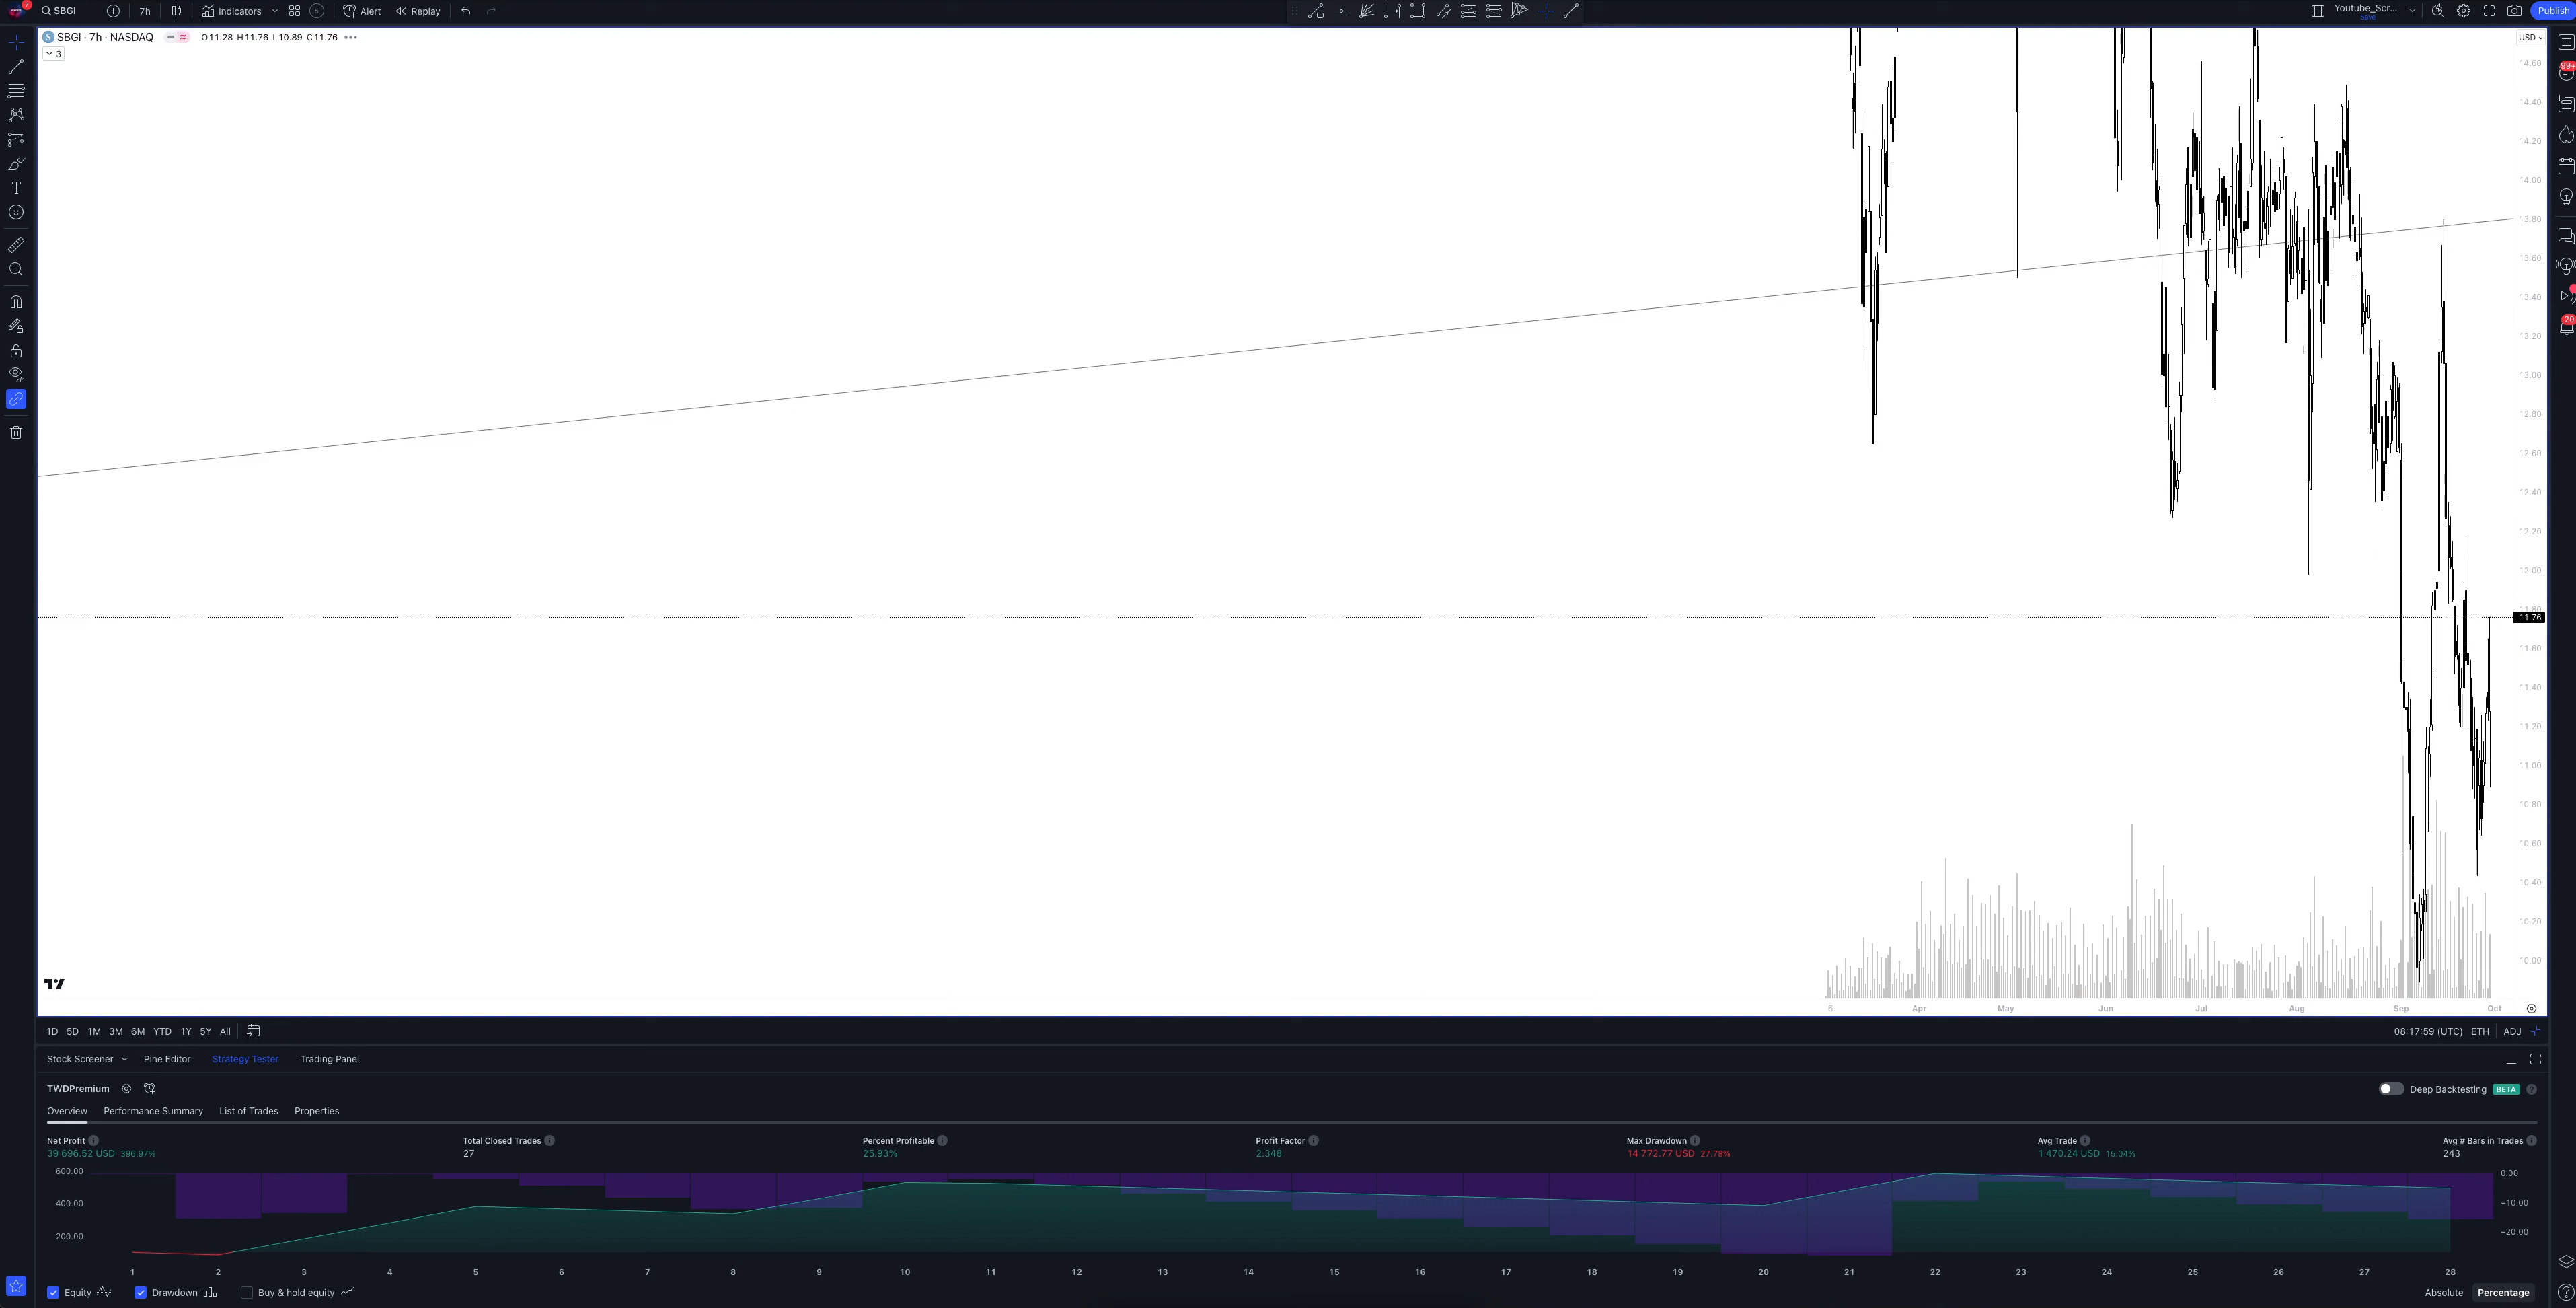 7 SBGI 7h Indicators 5 Alert Replay Youtube_Scr... Save Publish
SBGI · 7h · NASDAQ O11.28 H11.76 L10.89 C11.76 USD
3
14.60
99+
14.40
14.20
14.00
13.80
13.60
13.40
20
13.20
13.00
12.80
12.60
12.40
12.20
12.00
11.80
11.76
11.60
11.40
11.20
11.00
10.80
10.60
10.40
10.20
10.00
6 Apr May Jun Jul Aug Sep Oct
1D 5D 1M 3M 6M YTD 1Y 5Y All 08:17:59 (UTC) ETH ADJ
Stock Screener Pine Editor Strategy Tester Trading Panel
TWDPremium Deep Backtesting BETA
Overview Performance Summary List of Trades Properties
Net Profit Total Closed Trades Percent Profitable Profit Factor Max Drawdown Avg Trade Avg # Bars in Trades
39 696.52 USD 396.97% 27 25.93% 2.348 14 772.77 USD 27.78% 1 470.24 USD 15.04% 243
600.00 0.00
400.00 −10.00
200.00 −20.00
1 2 3 4 5 6 7 8 9 10 11 12 13 14 15 16 17 18 19 20 21 22 23 24 25 26 27 28
Equity Drawdown Buy & hold equity Absolute Percentage